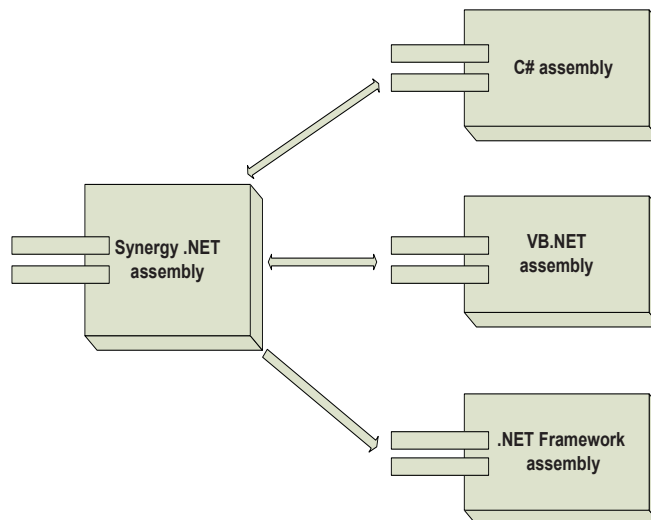 C# assembly
Synergy .NET
assembly
VB.NET
assembly
.NET Framework
assembly